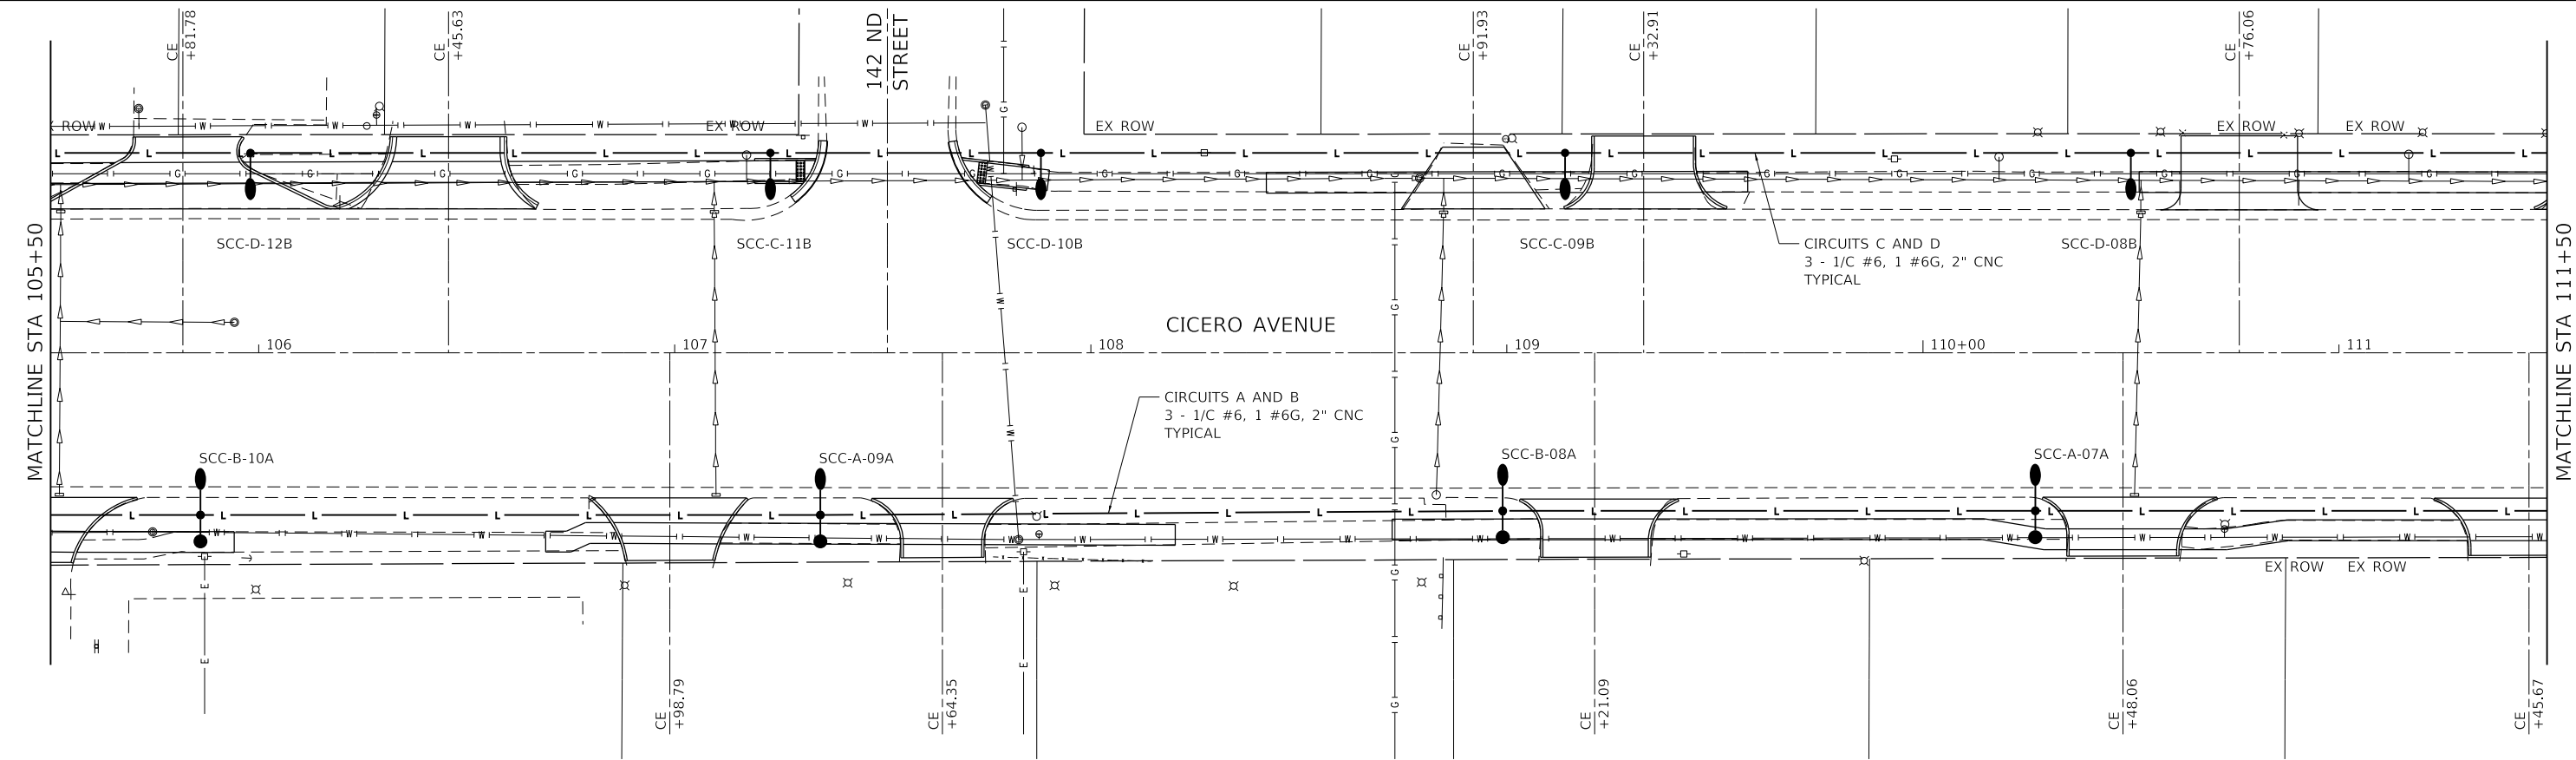 CE
+81.78
CE
+45.63
142 ND
STREET
CE
+91.93
CE
+32.91
CE
+76.06
ROW
EX ROW
EX ROW
EX ROW
EX ROW
L L L L L L L L L L L L L L L L L L L L L L L L L L L L
SCC-D-12B
SCC-C-11B
SCC-D-10B
SCC-C-09B
CIRCUITS C AND D
3 - 1/C #6, 1 #6G, 2" CNC
TYPICAL
SCC-D-08B
MATCHLINE STA 105+50
MATCHLINE STA 111+50
CICERO AVENUE
106
107
108
109
110+00
111
CIRCUITS A AND B
3 - 1/C #6, 1 #6G, 2" CNC
TYPICAL
SCC-B-10A
SCC-A-09A
SCC-B-08A
SCC-A-07A
L L L L L L L L L L L L L L L L L L L L L L L L L L L
EX ROW
EX ROW
CE
+98.79
CE
+64.35
CE
+21.09
CE
+48.06
CE
+45.67